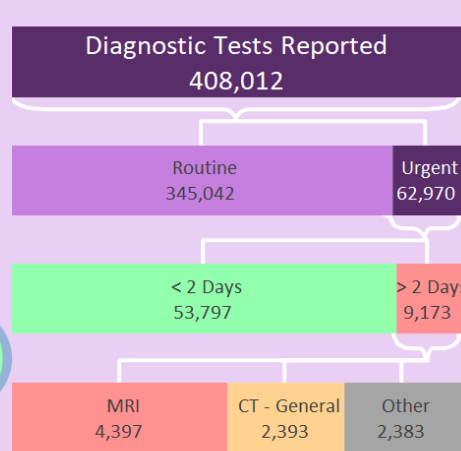 Diagnostic Tests Reported
408,012
Routine
345,042
Urgent
62,970
< 2 Days
53,797
> 2 Days
9,173
MRI
4,397
CT - General
2,393
Other
2,383